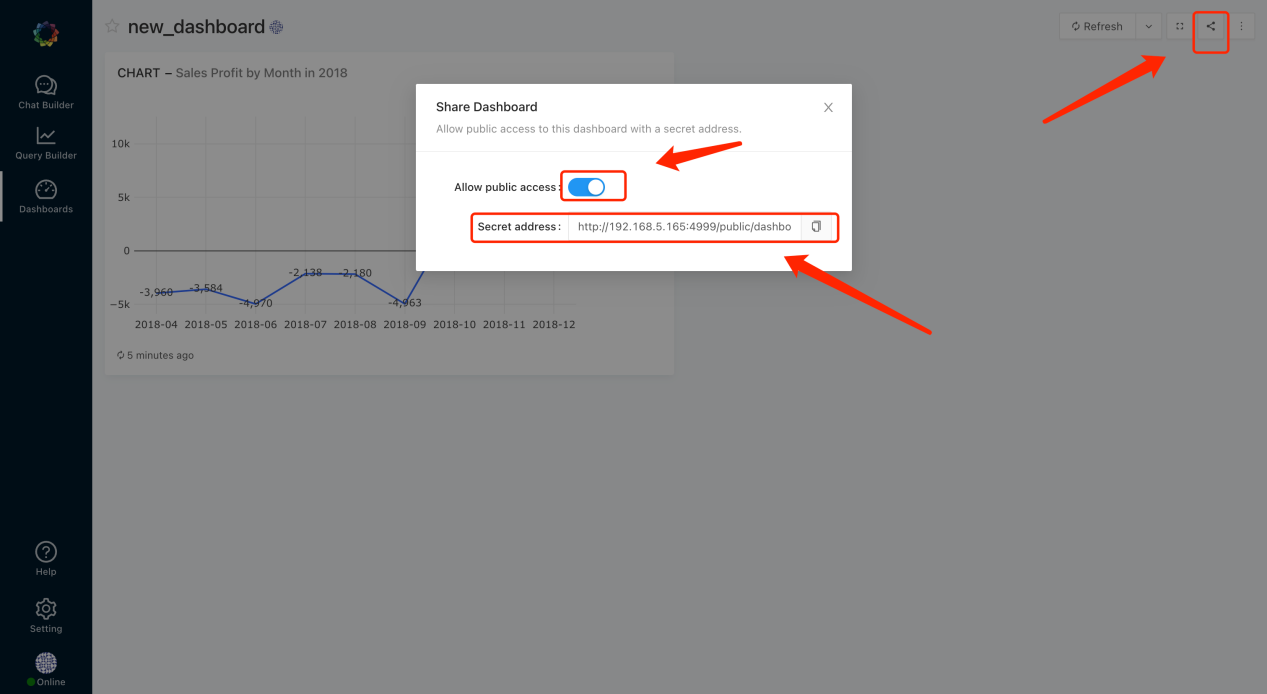 new_dashboard
Refresh
Chat Builder
Query Builder
Dashboards
Help
Setting
Online
CHART – Sales Profit by Month in 2018
10k
5k
0
−5k
-3,960
-3,584
-4,970
-2,138
-2,180
-4,963
2018-04 2018-05 2018-06 2018-07 2018-08 2018-09 2018-10 2018-11 2018-12
5 minutes ago
Share Dashboard
Allow public access to this dashboard with a secret address.
Allow public access:
Secret address: http://192.168.5.165:4999/public/dashbo